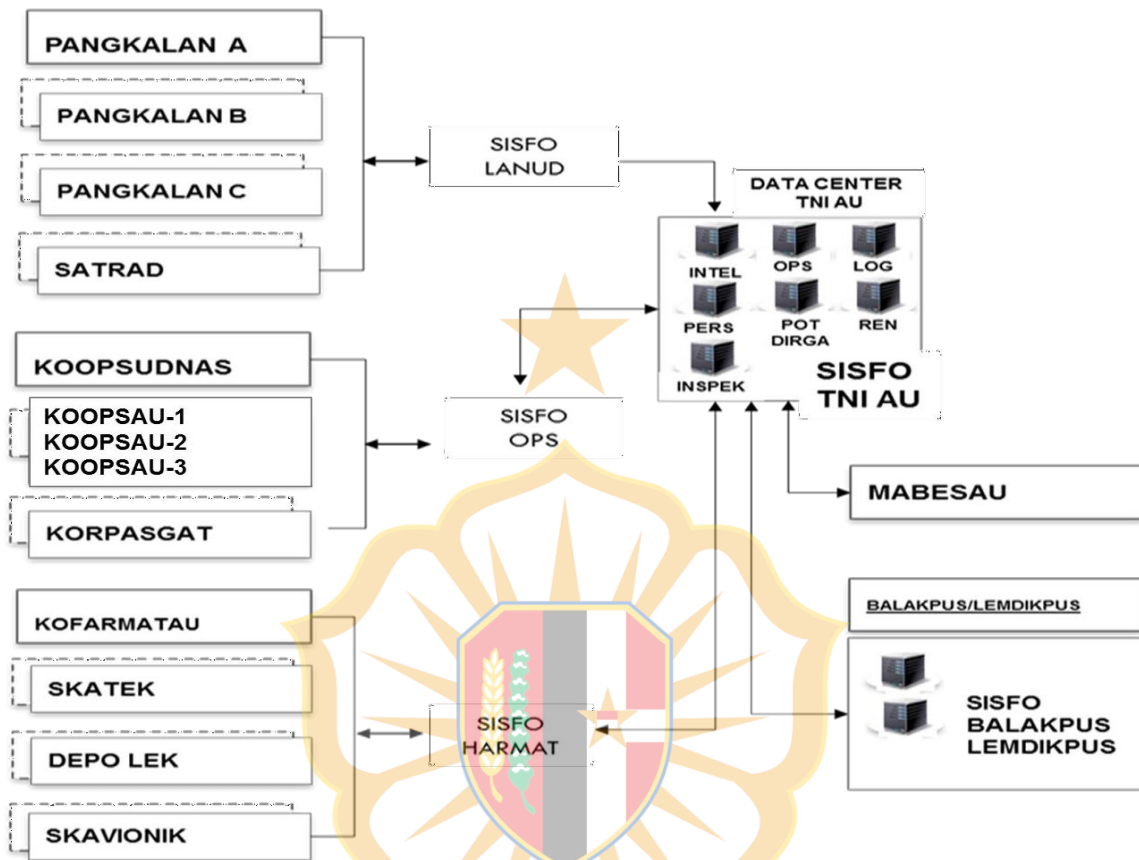 PANGKALAN A
PANGKALAN B
PANGKALAN C
SATRAD
SISFO
LANUD
DATA CENTER
TNI AU
INTEL
OPS
LOG
PERS
POT
DIRGA
REN
INSPEK
SISFO
TNI AU
KOOPSUDNAS
KOOPSAU-1
KOOPSAU-2
KOOPSAU-3
KORPASGAT
SISFO
OPS
MABESAU
KOFARMATAU
SKATEK
DEPO LEK
SKAVIONIK
SISFO
HARMAT
BALAKPUS/LEMDIKPUS
SISFO
BALAKPUS
LEMDIKPUS